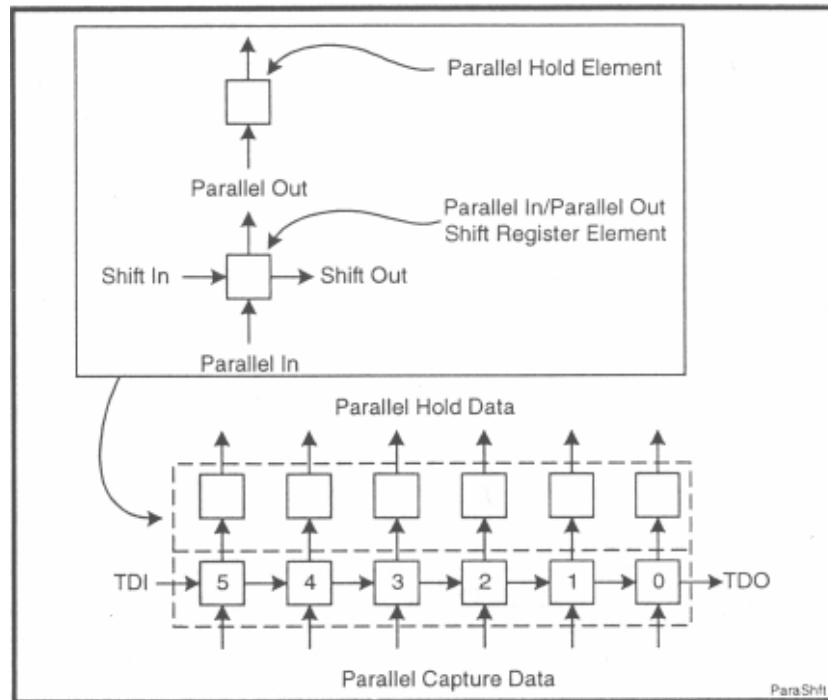 Parallel Hold Element
Parallel Out
Parallel In/Parallel Out
Shift Register Element
Shift In
Shift Out
Parallel In
Parallel Hold Data
TDI
5
4
3
2
1
0
TDO
Parallel Capture Data
ParaShft